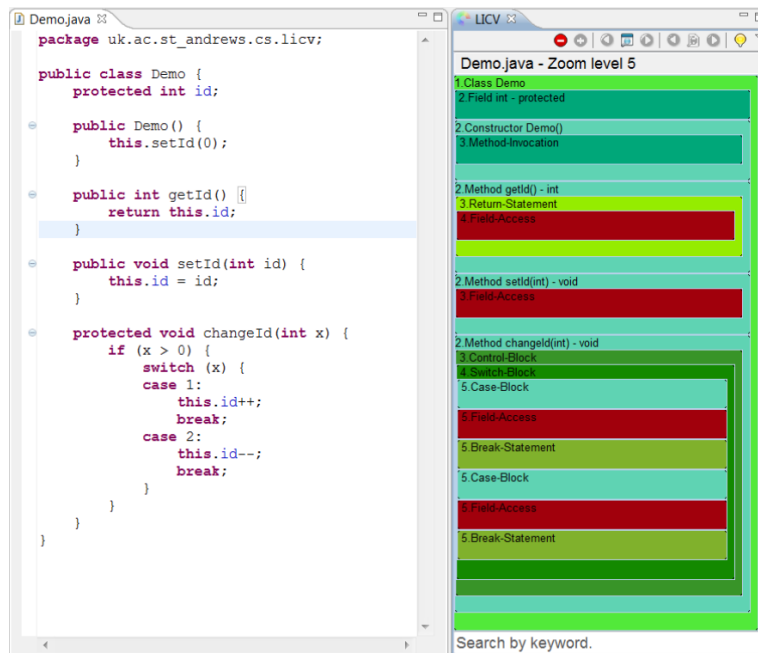 Demo.java
package uk.ac.st_andrews.cs.licv;
public class Demo {
protected int id;
public Demo() {
this.setId(0);
}
public int getId() {
return this.id;
}
public void setId(int id) {
this.id = id;
}
protected void changeId(int x) {
if (x > 0) {
switch (x) {
case 1:
this.id++;
break;
case 2:
this.id--;
break;
}
}
}
}
LICV
Demo.java - Zoom level 5
1.Class Demo
2.Field int - protected
2.Constructor Demo()
3.Method-Invocation
2.Method getId() - int
3.Return-Statement
4.Field-Access
2.Method setId(int) - void
3.Field-Access
2.Method changeId(int) - void
3.Control-Block
4.Switch-Block
5.Case-Block
5.Field-Access
5.Break-Statement
5.Case-Block
5.Field-Access
5.Break-Statement
Search by keyword.